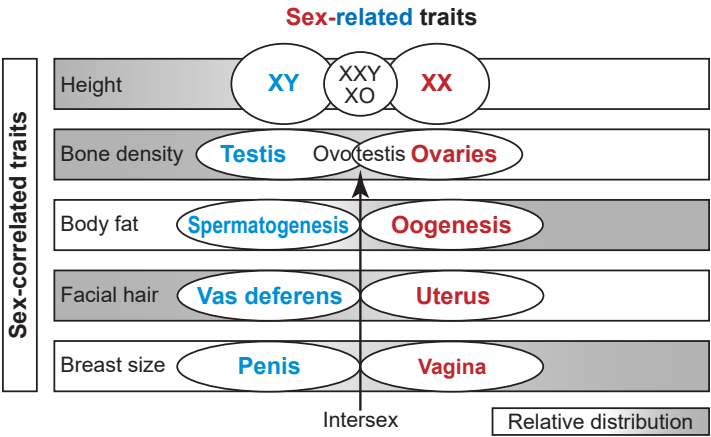 Sex-related traits
Sex-correlated traits
Height
XY
XXY
XO
XX
Bone density
Testis
Ovotestis
Ovaries
Body fat
Spermatogenesis
Oogenesis
Facial hair
Vas deferens
Uterus
Breast size
Penis
Vagina
Intersex
Relative distribution